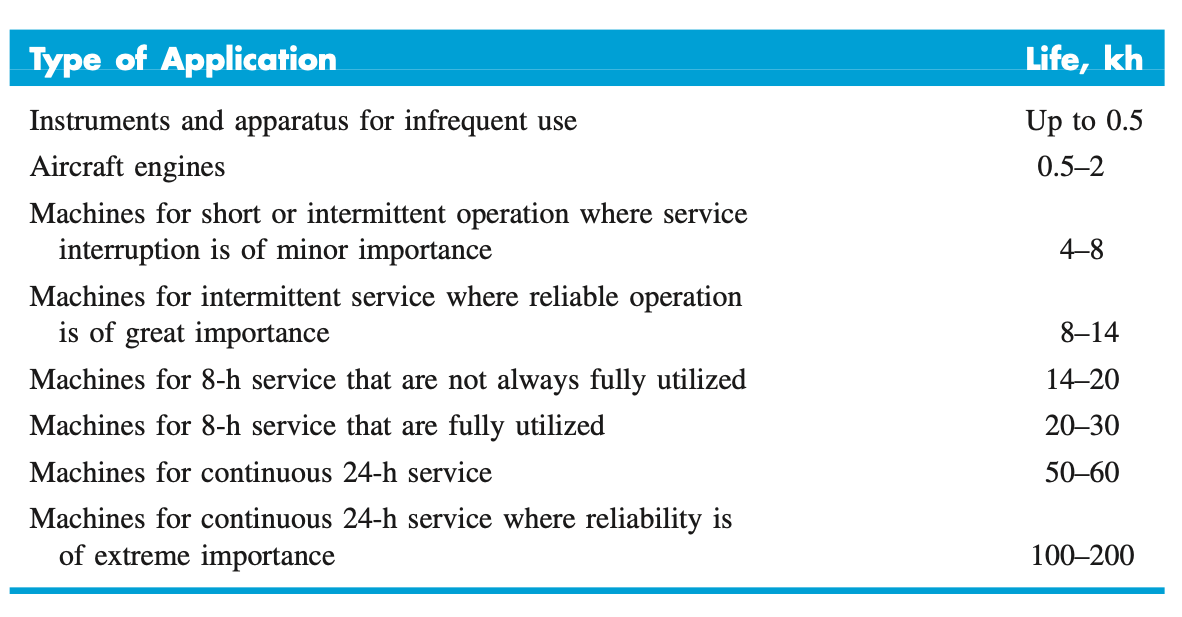 Type of Application Life, kh
Instruments and apparatus for infrequent use Up to 0.5
Aircraft engines 0.5–2
Machines for short or intermittent operation where service
interruption is of minor importance 4–8
Machines for intermittent service where reliable operation
is of great importance 8–14
Machines for 8-h service that are not always fully utilized 14–20
Machines for 8-h service that are fully utilized 20–30
Machines for continuous 24-h service 50–60
Machines for continuous 24-h service where reliability is
of extreme importance 100–200